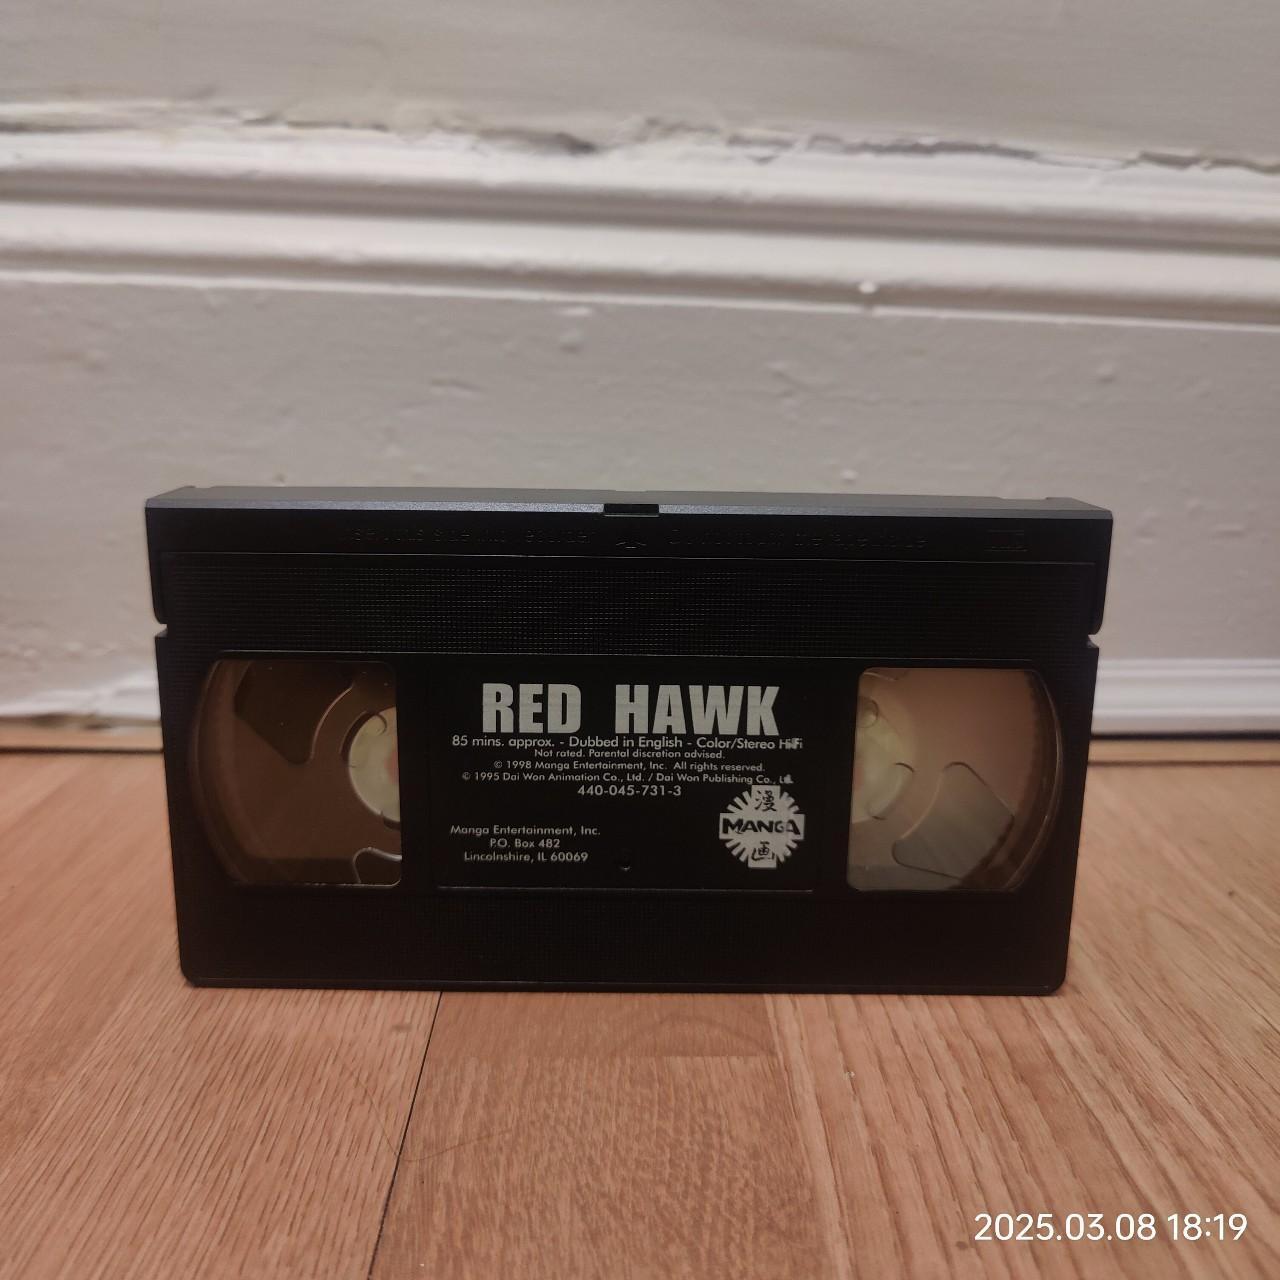 RED HAWK
85 mins. approx. - Dubbed in English - Color/Stereo HiFi
Not rated. Parental discretion advised.
© 1998 Manga Entertainment, Inc. All rights reserved.
© 1995 Dai Won Animation Co., Ltd. / Dai Won Publishing Co., Ltd.
440-045-731-3
漫
MANGA
画
Manga Entertainment, Inc.
P.O. Box 482
Lincolnshire, IL 60069
2025.03.08 18:19